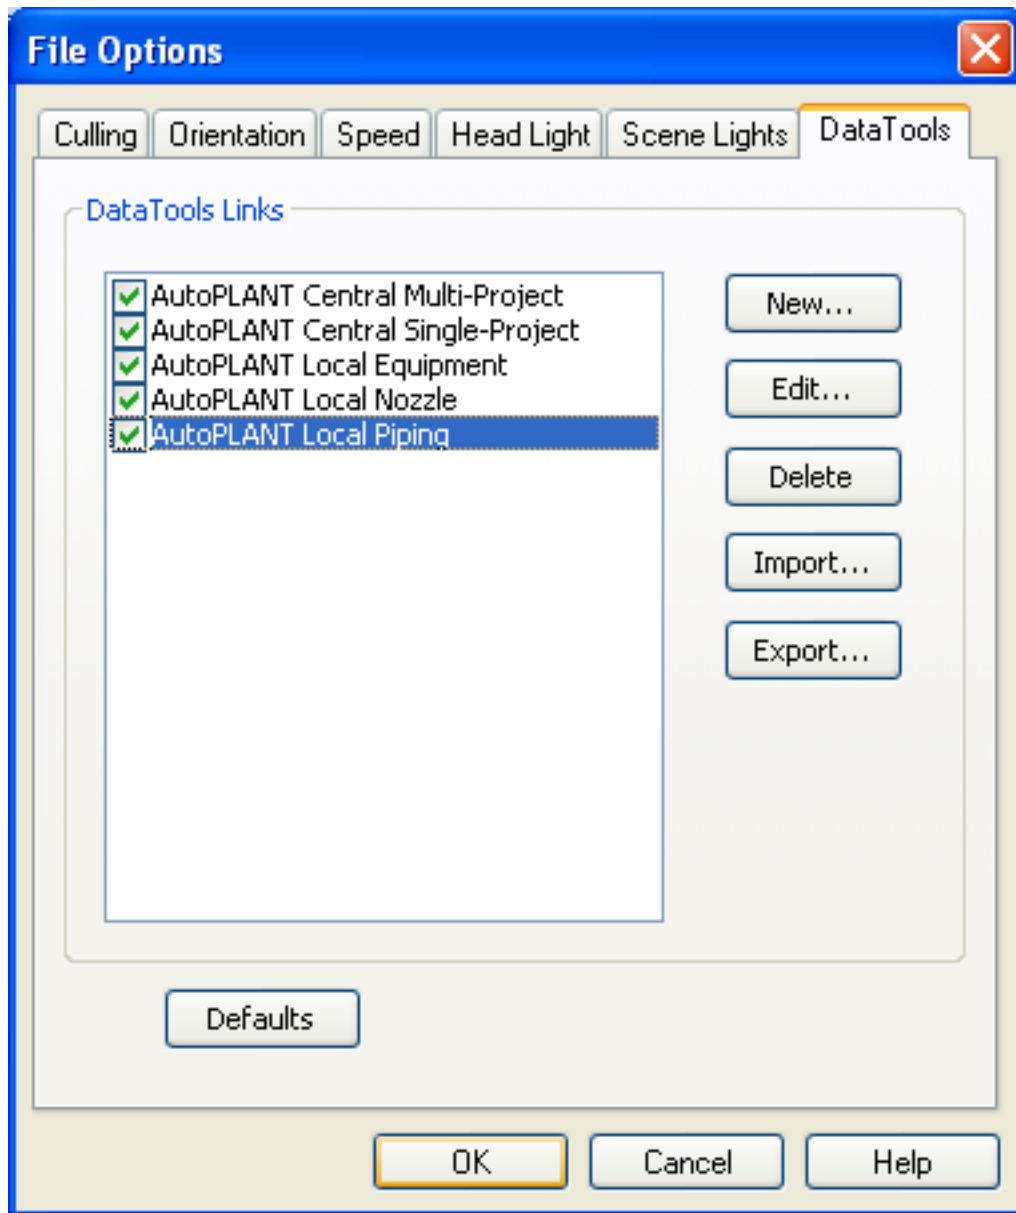 File Options
Culling Orientation Speed Head Light Scene Lights DataTools
DataTools Links
AutoPLANT Central Multi-Project
AutoPLANT Central Single-Project
AutoPLANT Local Equipment
AutoPLANT Local Nozzle
AutoPLANT Local Piping
New...
Edit...
Delete
Import...
Export...
Defaults
OK Cancel Help